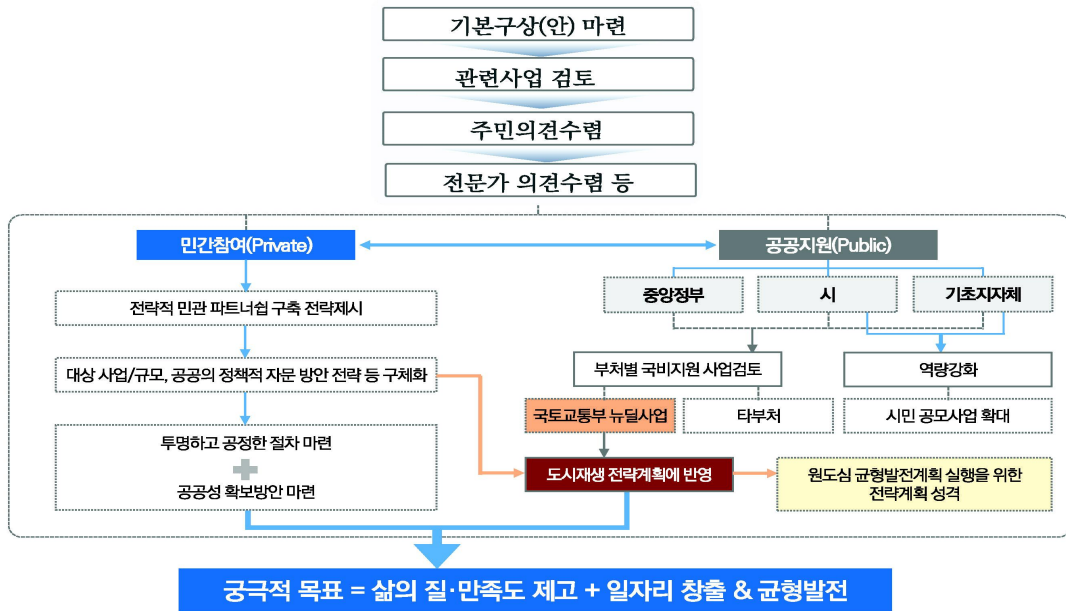 기본구상(안) 마련
관련사업 검토
주민의견수렴
전문가 의견수렴 등
민간참여(Private)
공공지원(Public)
중앙정부
시
기초지자체
전략적 민관 파트너쉽 구축 전략제시
부처별 국비지원 사업검토
역량강화
대상 사업/규모, 공공의 정책적 자문 방안 전략 등 구체화
국토교통부 뉴딜사업
타부처
시민 공모사업 확대
투명하고 공정한 절차 마련
+
공공성 확보방안 마련
도시재생 전략계획에 반영
원도심 균형발전계획 실행을 위한
전략계획 성격
궁극적 목표 = 삶의 질·만족도 제고 + 일자리 창출 & 균형발전